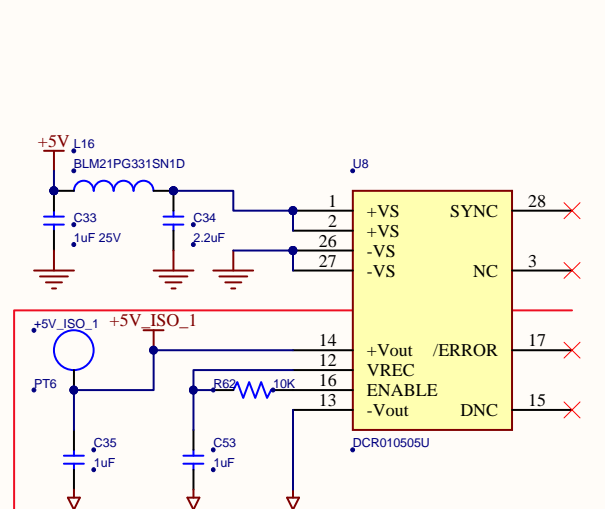 +5V L16
BLM21PG331SN1D
C33
1uF 25V
C34
2.2uF
U8
1 +VS
2 +VS
26 -VS
27 -VS
SYNC 28
NC 3
+5V_ISO_1
+5V_ISO_1
PT6
14 +Vout
12 VREC
16 ENABLE
13 -Vout
/ERROR 17
DNC 15
R62 10K
C35
1uF
C53
1uF
DCR010505U